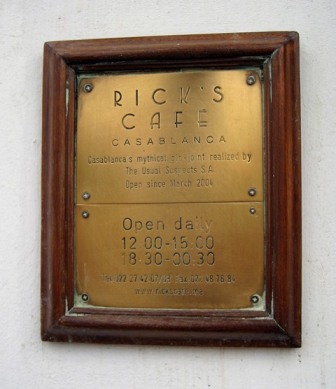 RICK'S
CAFÉ
CASABLANCA
Casablanca's mythical gin joint realized by
The Usual Suspects S.A.
Open since March 2004
Open daily
12.00-15.00
18.30-00.30